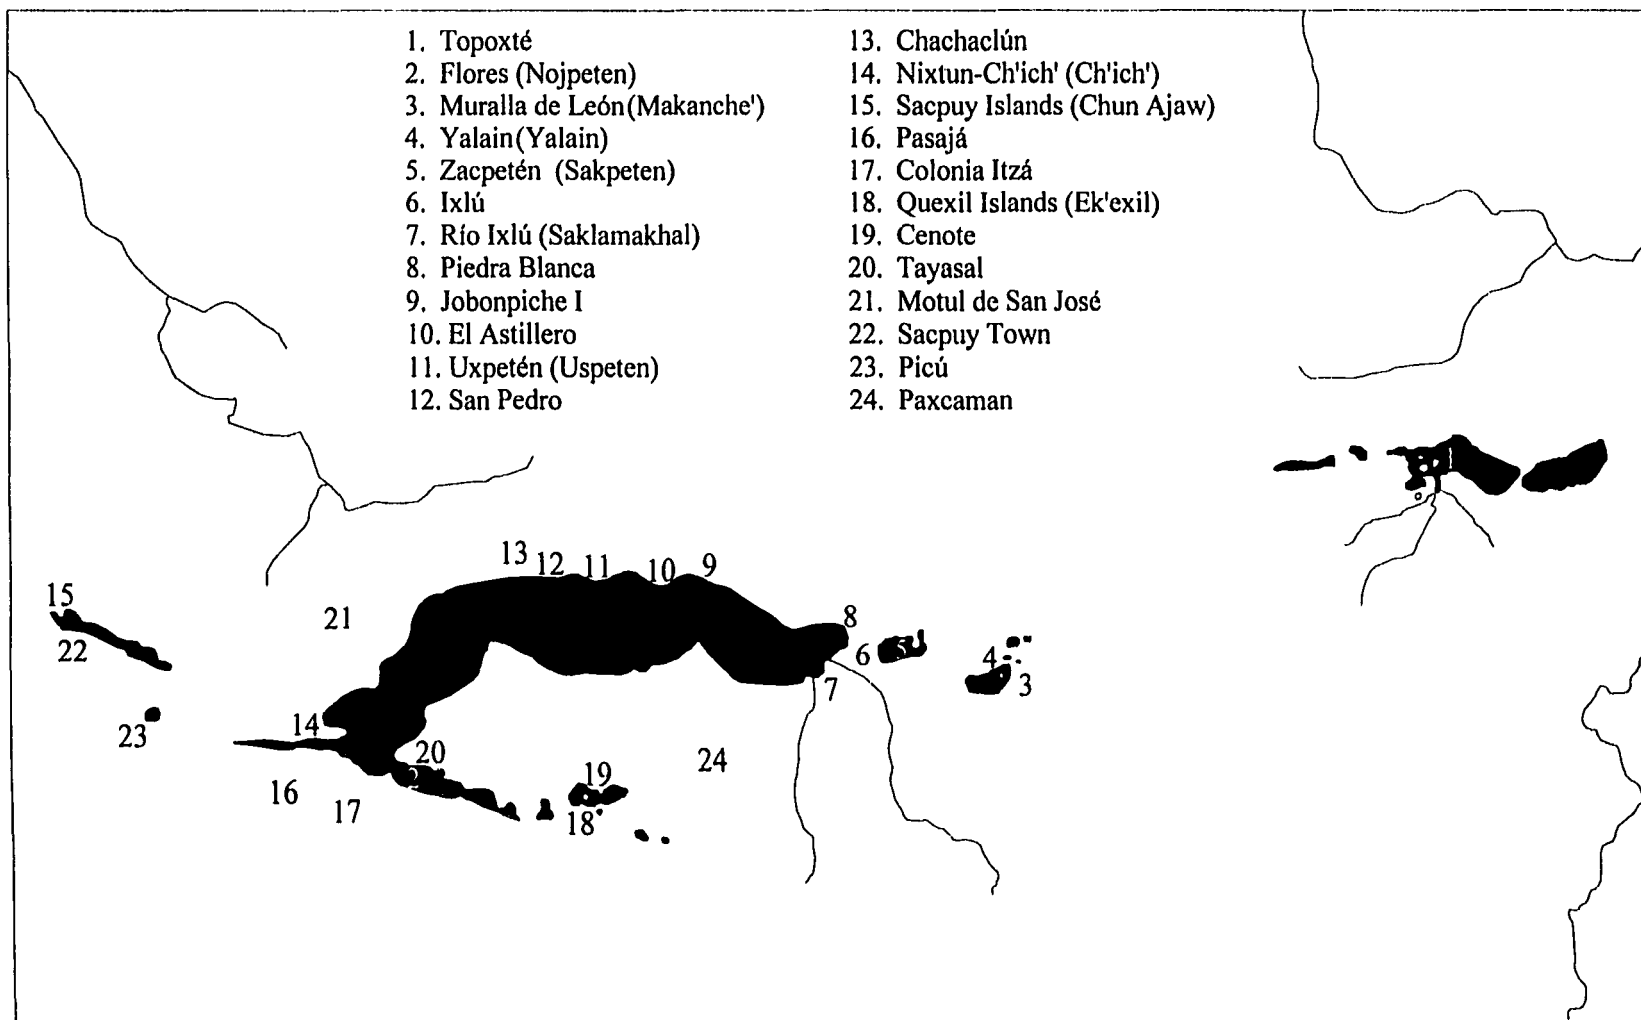 1. Topoxté
2. Flores (Nojpeten)
3. Muralla de León(Makanche')
4. Yalain(Yalain)
5. Zacpetén (Sakpeten)
6. Ixlú
7. Río Ixlú (Saklamakhal)
8. Piedra Blanca
9. Jobonpiche I
10. El Astillero
11. Uxpetén (Uspeten)
12. San Pedro
13. Chachaclún
14. Nixtun-Ch'ich' (Ch'ich')
15. Sacpuy Islands (Chun Ajaw)
16. Pasajá
17. Colonia Itzá
18. Quexil Islands (Ek'exil)
19. Cenote
20. Tayasal
21. Motul de San José
22. Sacpuy Town
23. Picú
24. Paxcaman
13
12
11
10
9
15
21
8
22
6
5
4
7
3
14
23
20
24
2
19
16
17
18